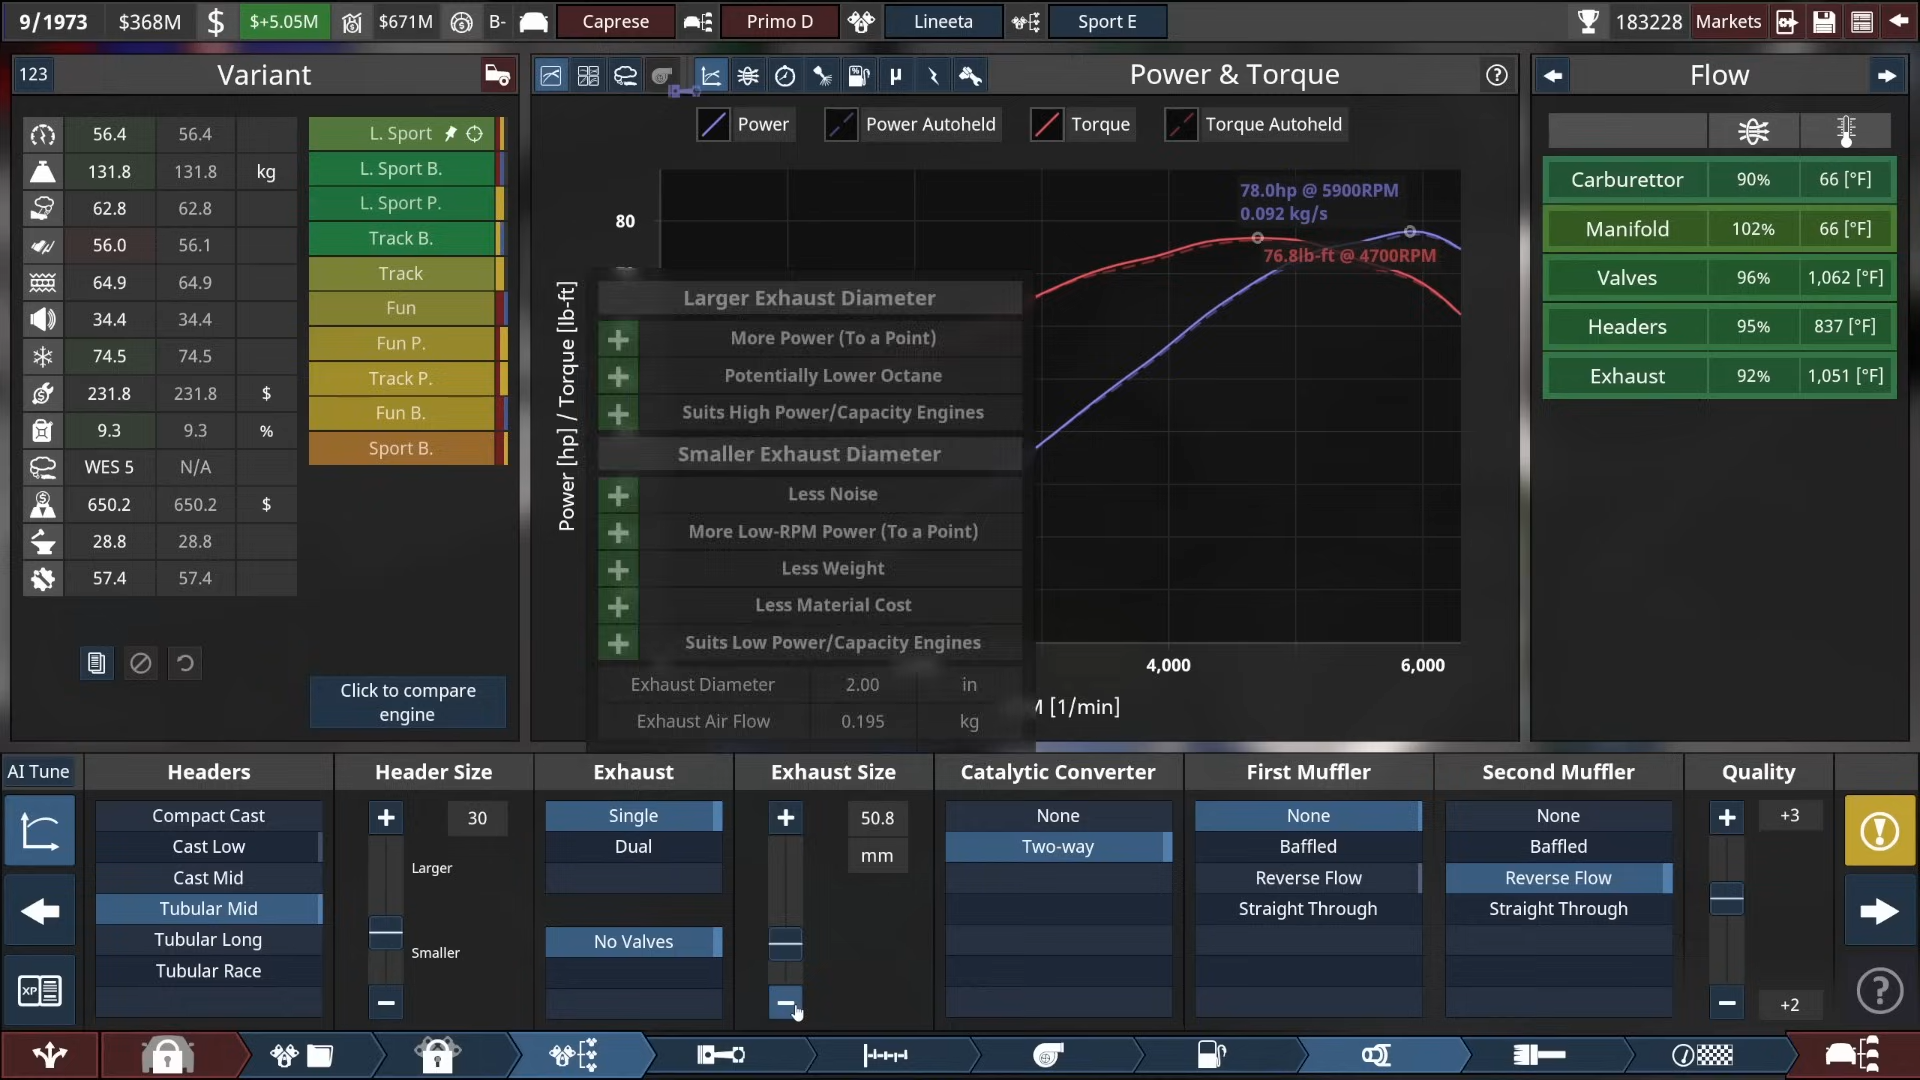 9/1973
$368M
$+5.05M
$671M
B-
Caprese
Primo D
Lineeta
Sport E
183228
Markets
123
Variant
56.4 56.4
131.8 131.8 kg
62.8 62.8
56.0 56.1
64.9 64.9
34.4 34.4
74.5 74.5
231.8 231.8 $
9.3 9.3 %
WES 5 N/A
650.2 650.2 $
28.8 28.8
57.4 57.4
L. Sport
L. Sport B.
L. Sport P.
Track B.
Track
Fun
Fun P.
Track P.
Fun B.
Sport B.
Click to compare
engine
μ
Power & Torque
Power
Power Autoheld
Torque
Torque Autoheld
80
Power [hp] / Torque [lb-ft]
78.0hp @ 5900RPM
0.092 kg/s
76.8lb-ft @ 4700RPM
4,000
6,000
M [1/min]
Larger Exhaust Diameter
+ More Power (To a Point)
+ Potentially Lower Octane
+ Suits High Power/Capacity Engines
Smaller Exhaust Diameter
+ Less Noise
+ More Low-RPM Power (To a Point)
+ Less Weight
+ Less Material Cost
+ Suits Low Power/Capacity Engines
Exhaust Diameter 2.00 in
Exhaust Air Flow 0.195 kg
Flow
Carburettor 90% 66 [°F]
Manifold 102% 66 [°F]
Valves 96% 1,062 [°F]
Headers 95% 837 [°F]
Exhaust 92% 1,051 [°F]
AI Tune
XP
Headers
Compact Cast
Cast Low
Cast Mid
Tubular Mid
Tubular Long
Tubular Race
Header Size
+
30
Larger
Smaller
−
Exhaust
Single
Dual
No Valves
Exhaust Size
+
50.8
mm
−
Catalytic Converter
None
Two-way
First Muffler
None
Baffled
Reverse Flow
Straight Through
Second Muffler
None
Baffled
Reverse Flow
Straight Through
Quality
+
+3
−
+2